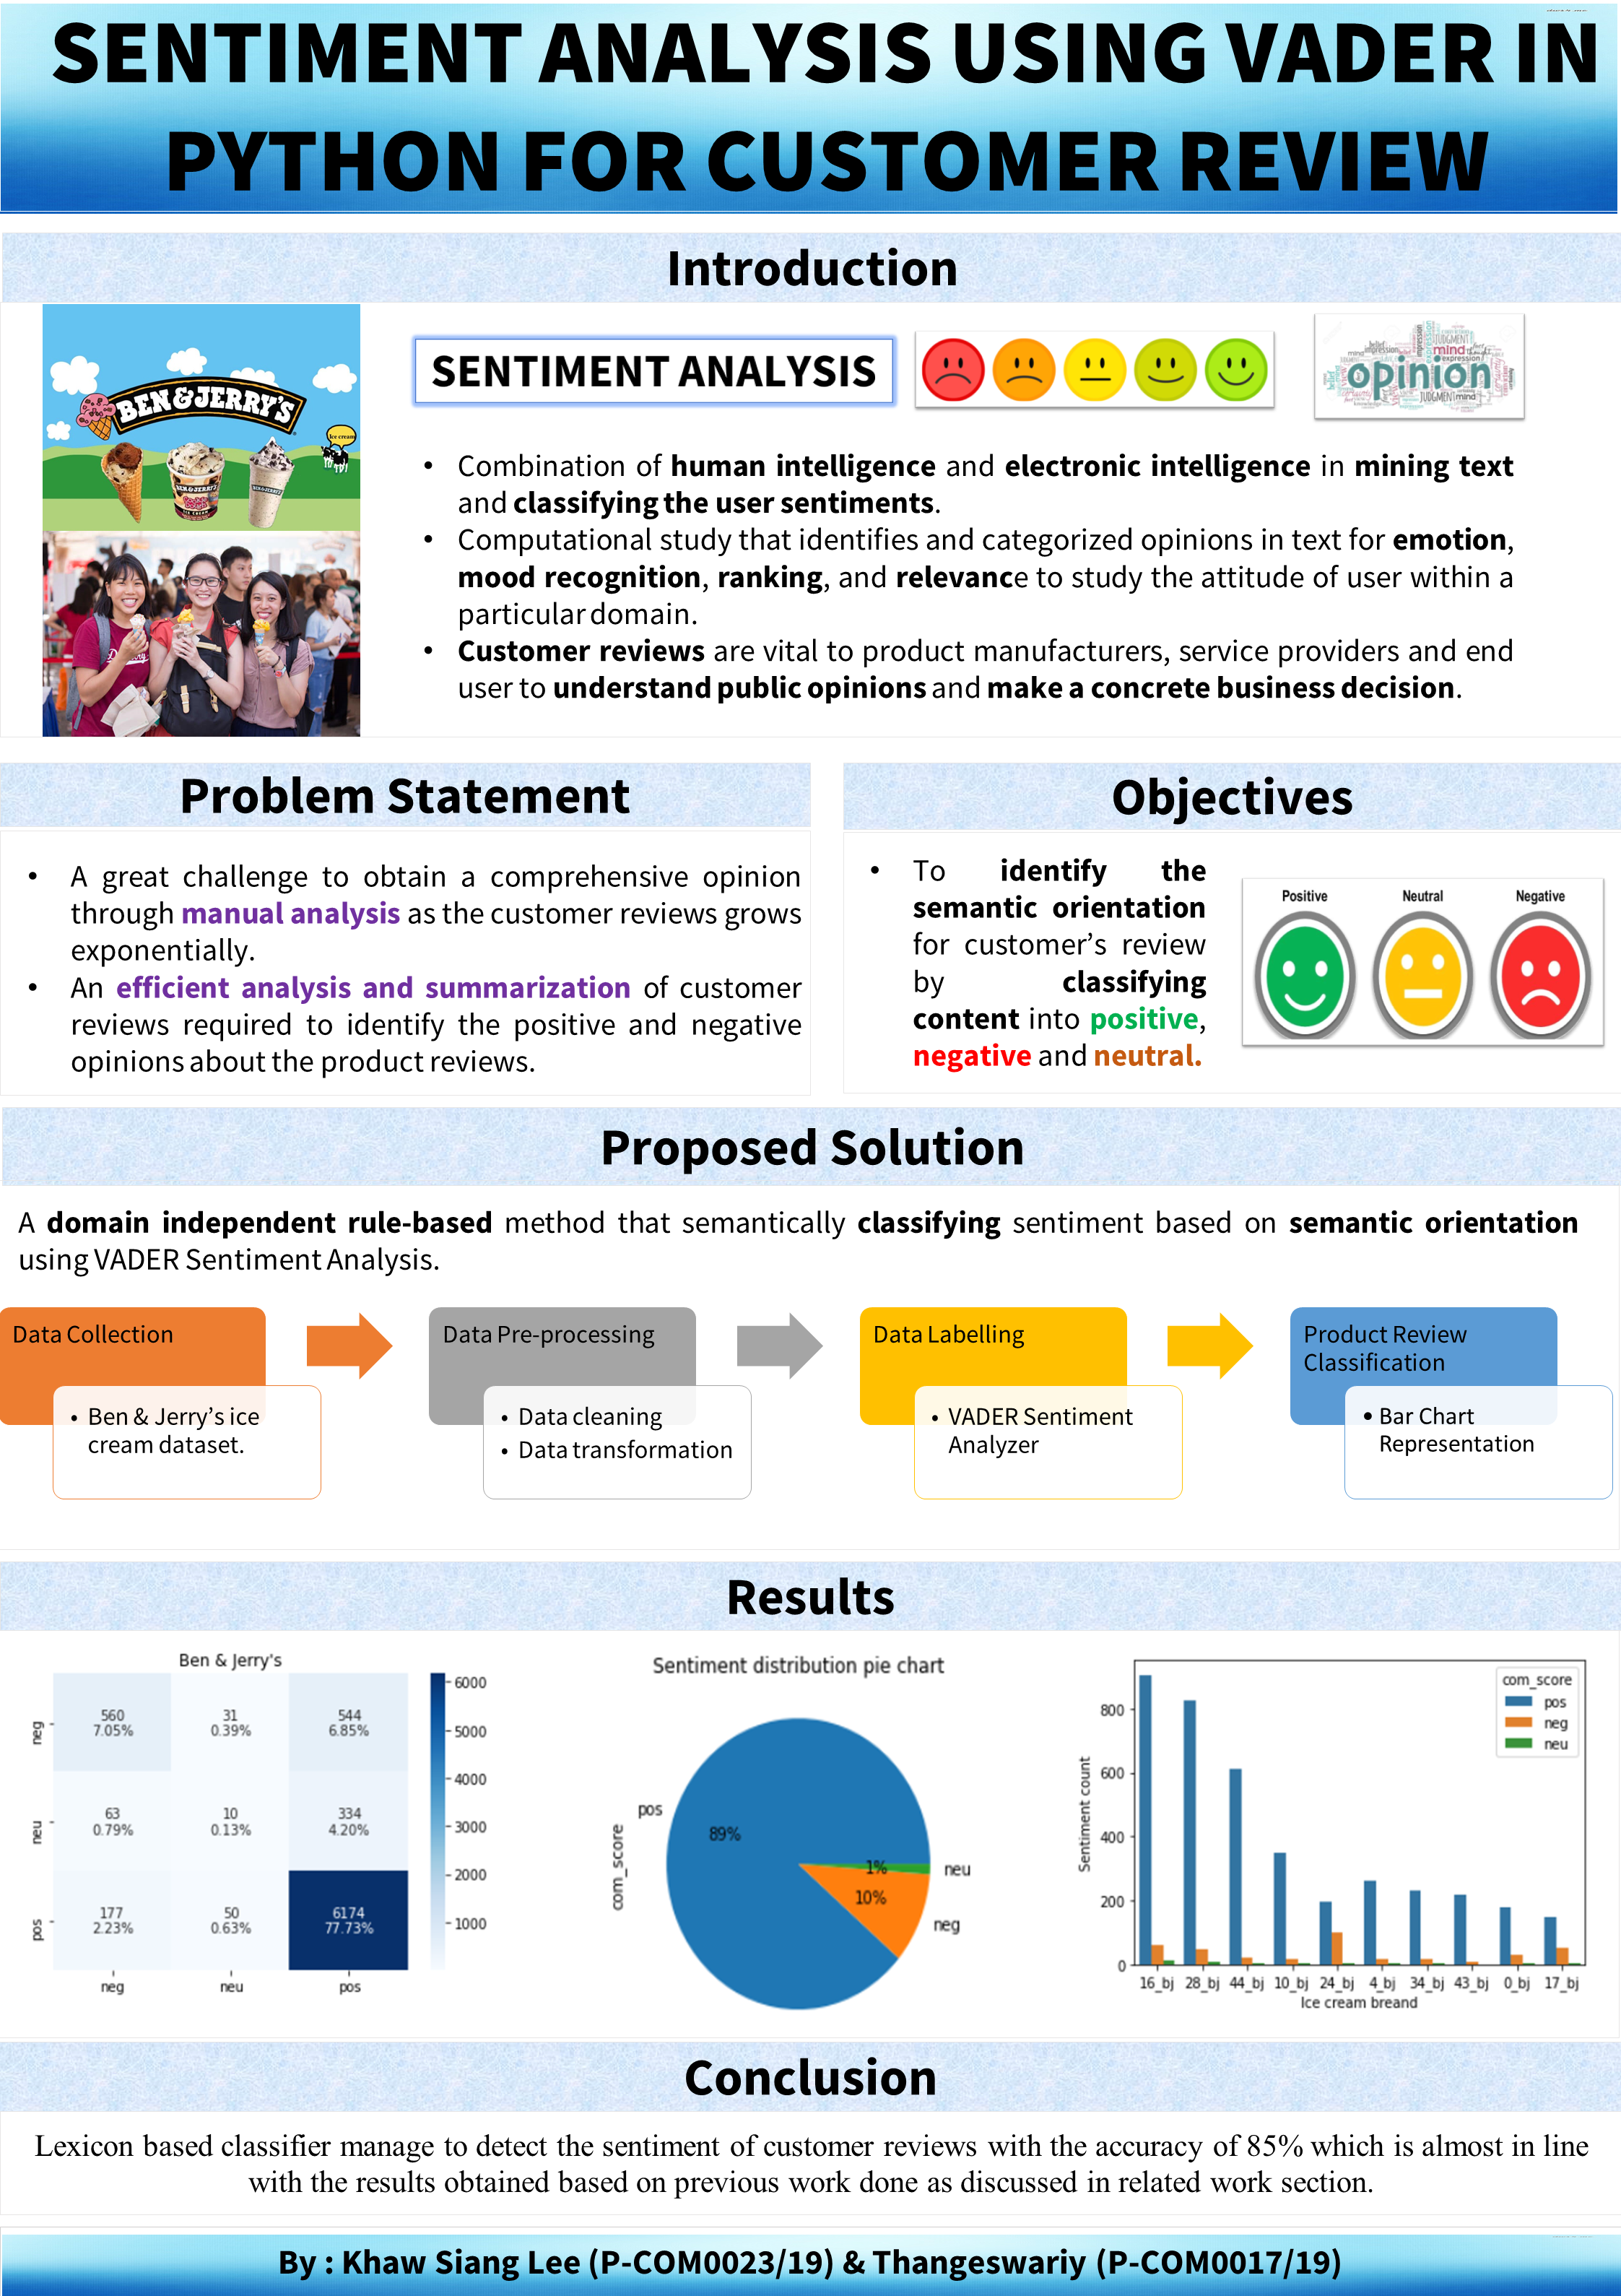 SENTIMENT ANALYSIS USING VADER IN
PYTHON FOR CUSTOMER REVIEW
Introduction
BEN & JERRY'S
Ice cream
SENTIMENT ANALYSIS
opinion
mind
expression
JUDGMENT
mind
• Combination of human intelligence and electronic intelligence in mining text
and classifying the user sentiments.
• Computational study that identifies and categorized opinions in text for emotion,
mood recognition, ranking, and relevance to study the attitude of user within a
particular domain.
• Customer reviews are vital to product manufacturers, service providers and end
user to understand public opinions and make a concrete business decision.
Problem Statement
• A great challenge to obtain a comprehensive opinion
through manual analysis as the customer reviews grows
exponentially.
• An efficient analysis and summarization of customer
reviews required to identify the positive and negative
opinions about the product reviews.
Objectives
• To identify the
semantic orientation
for customer’s review
by classifying
content into positive,
negative and neutral.
Positive Neutral Negative
Proposed Solution
A domain independent rule-based method that semantically classifying sentiment based on semantic orientation
using VADER Sentiment Analysis.
Data Collection
• Ben & Jerry’s ice
cream dataset.
Data Pre-processing
• Data cleaning
• Data transformation
Data Labelling
• VADER Sentiment
Analyzer
Product Review
Classification
• Bar Chart
Representation
Results
Ben & Jerry's
neg
560
7.05%
31
0.39%
544
6.85%
neu
63
0.79%
10
0.13%
334
4.20%
pos
177
2.23%
50
0.63%
6174
77.73%
neg neu pos
6000
5000
4000
3000
2000
1000
Sentiment distribution pie chart
com_score
pos
89%
1%
neu
10%
neg
com_score
pos
neg
neu
Sentiment count
800
600
400
200
0
16_bj 28_bj 44_bj 10_bj 24_bj 4_bj 34_bj 43_bj 0_bj 17_bj
Ice cream breand
Conclusion
Lexicon based classifier manage to detect the sentiment of customer reviews with the accuracy of 85% which is almost in line
with the results obtained based on previous work done as discussed in related work section.
By : Khaw Siang Lee (P-COM0023/19) & Thangeswariy (P-COM0017/19)